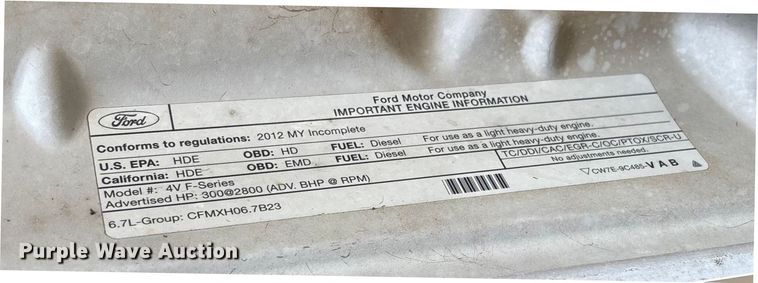 Ford
Ford Motor Company
IMPORTANT ENGINE INFORMATION
Conforms to regulations: 2012 MY Incomplete
U.S. EPA: HDE OBD: HD FUEL: Diesel For use as a light heavy-duty engine.
California: HDE OBD: EMD FUEL: Diesel For use as a light heavy-duty engine.
Model #: 4V F-Series TC/DDI/CAC/EGR-C/OC/PTOX/SCR-U
Advertised HP: 300@2800 (ADV. BHP @ RPM) No adjustments needed.
6.7L-Group: CFMXH06.7B23 CW7E-9C485-VAB
Purple Wave Auction